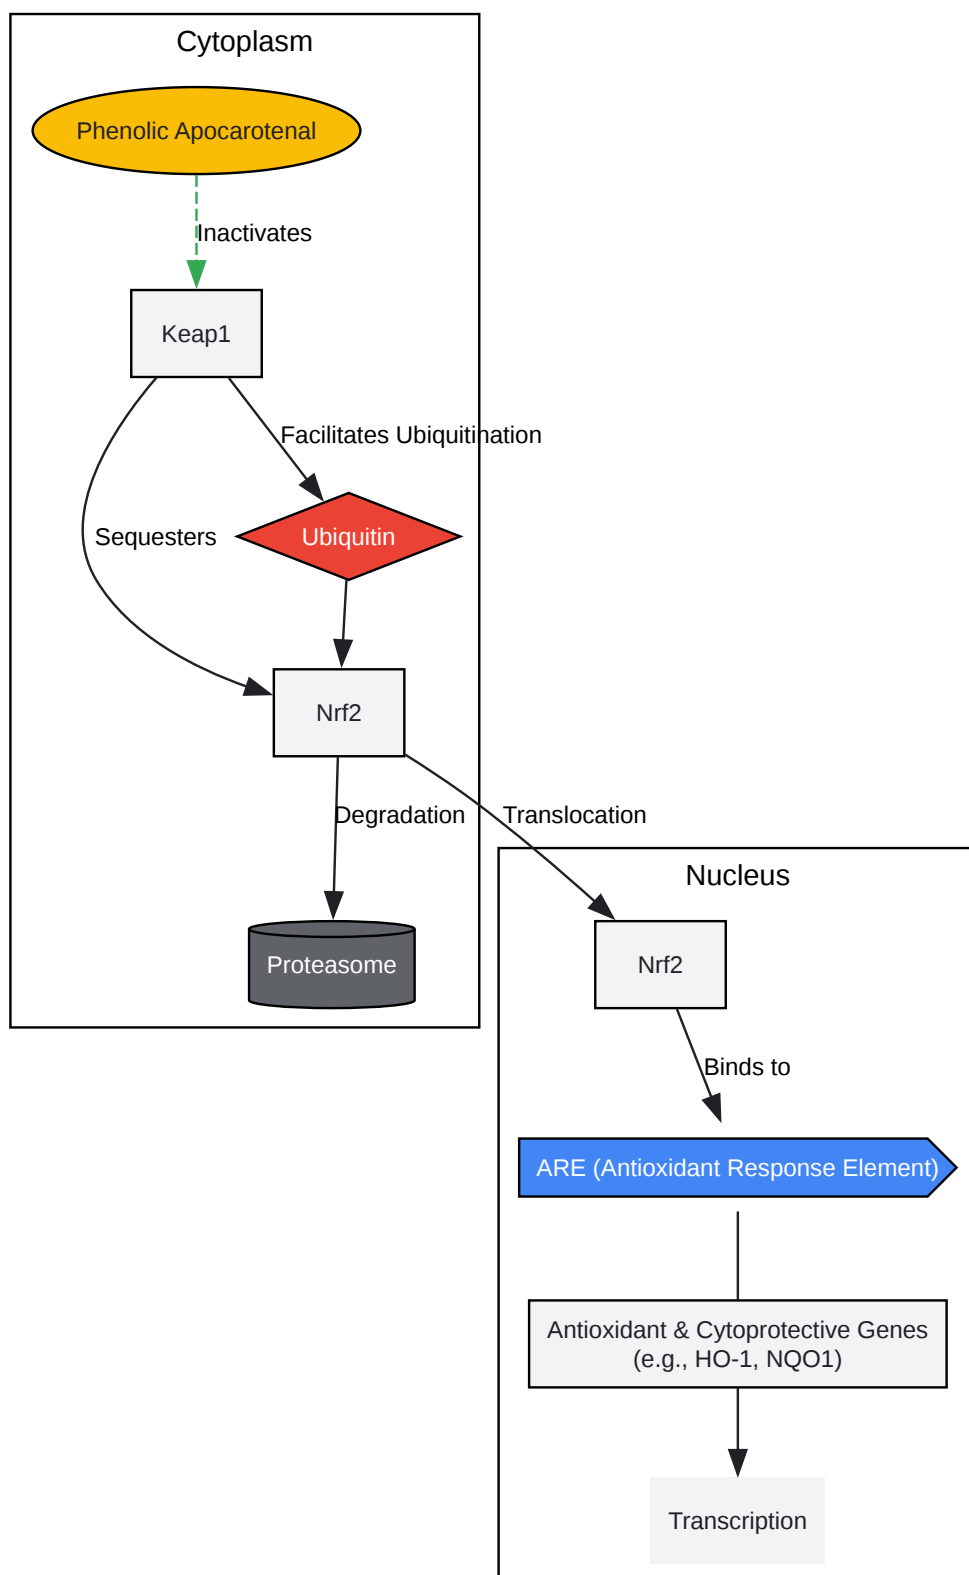 Cytoplasm
Phenolic Apocarotenal
Inactivates
Keap1
Facilitates Ubiquitination
Sequesters
Ubiquitin
Nrf2
Degradation
Translocation
Nucleus
Proteasome
Nrf2
Binds to
ARE (Antioxidant Response Element)
Antioxidant & Cytoprotective Genes
(e.g., HO-1, NQO1)
Transcription